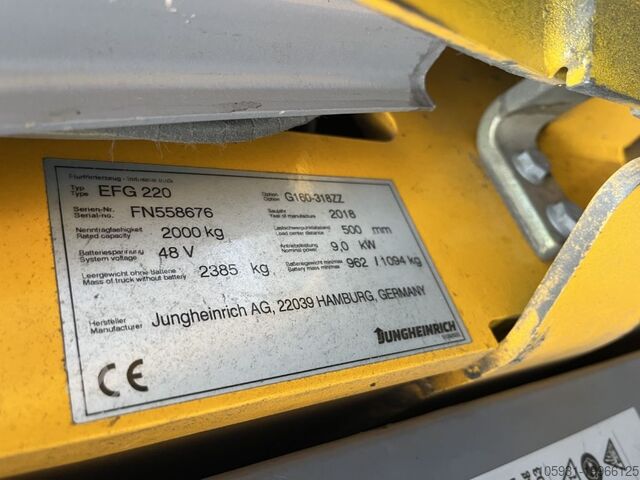 Flurförderzeug - Industrial truck
Typ
Type EFG 220
Option
Option G160-318ZZ
Serien-Nr.
Serial-no. FN558676
Baujahr
Year of manufacture 2018
Nenntragfähigkeit
Rated capacity 2000 kg
Lastschwerpunktabstand
Load center distance 500 mm
Batteriespannung
System voltage 48 V
Antriebsleistung
Nominal power 9,0 kW
Leergewicht ohne Batterie
Mass of truck without battery 2385 kg
Batteriegewicht min/max
Battery mass min/max 962 / 1094 kg
Hersteller
Manufacturer Jungheinrich AG, 22039 HAMBURG, GERMANY
JUNGHEINRICH
CE